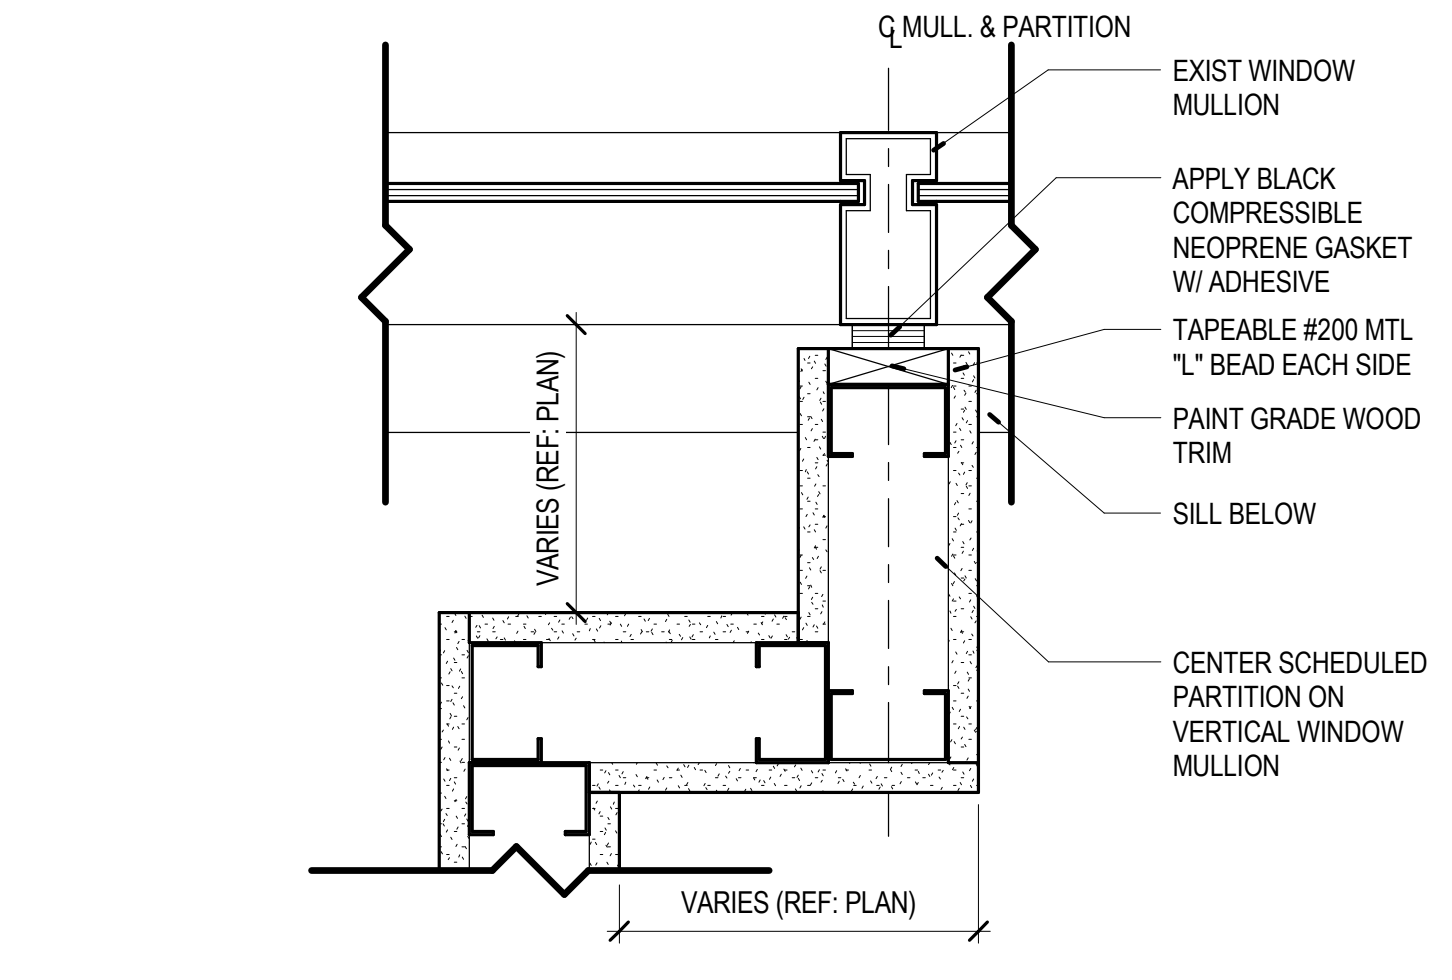 ℄ MULL. & PARTITION
EXIST WINDOW
MULLION
APPLY BLACK
COMPRESSIBLE
NEOPRENE GASKET
W/ ADHESIVE
TAPEABLE #200 MTL
"L" BEAD EACH SIDE
PAINT GRADE WOOD
TRIM
SILL BELOW
VARIES (REF: PLAN)
CENTER SCHEDULED
PARTITION ON
VERTICAL WINDOW
MULLION
VARIES (REF: PLAN)